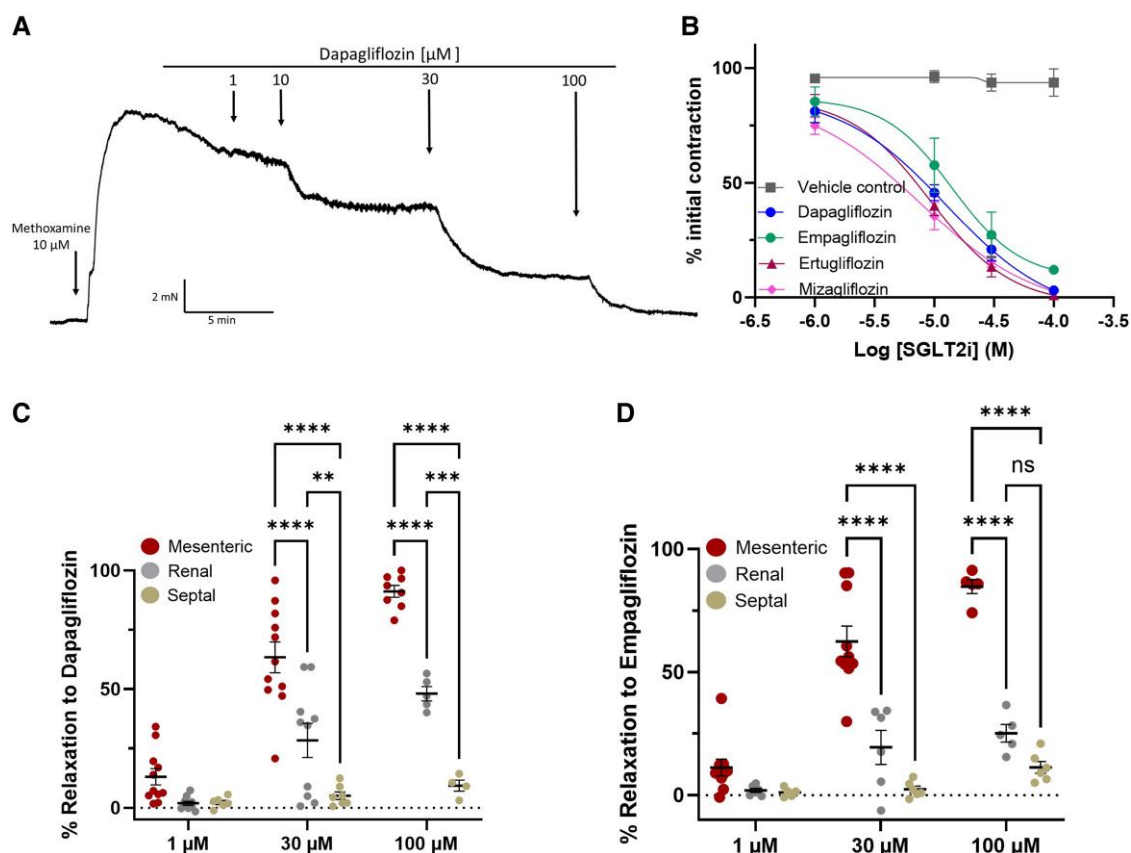 A
Dapagliflozin [µM]
1
10
30
100
Methoxamine
10 µM
2 mN
5 min
B
100
50
0
% initial contraction
Vehicle control
Dapagliflozin
Empagliflozin
Ertugliflozin
Mizagliflozin
-6.5
-6.0
-5.5
-5.0
-4.5
-4.0
-3.5
Log [SGLT2i] (M)
C
****
****
**
***
****
****
Mesenteric
Renal
Septal
100
50
0
% Relaxation to Dapagliflozin
1 µM
30 µM
100 µM
D
****
****
ns
****
****
Mesenteric
Renal
Septal
100
50
0
% Relaxation to Empagliflozin
1 µM
30 µM
100 µM